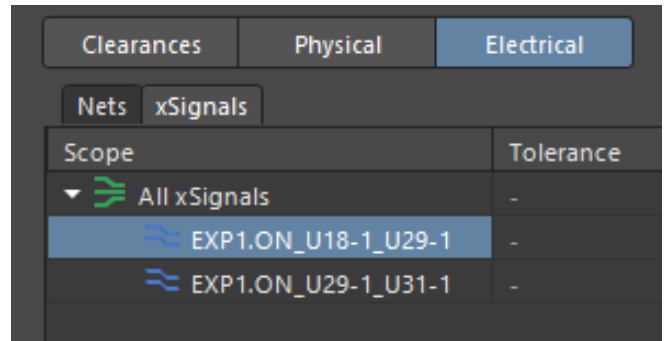 Clearances Physical Electrical
Nets xSignals
Scope Tolerance
All xSignals -
EXP1.ON_U18-1_U29-1 -
EXP1.ON_U29-1_U31-1 -